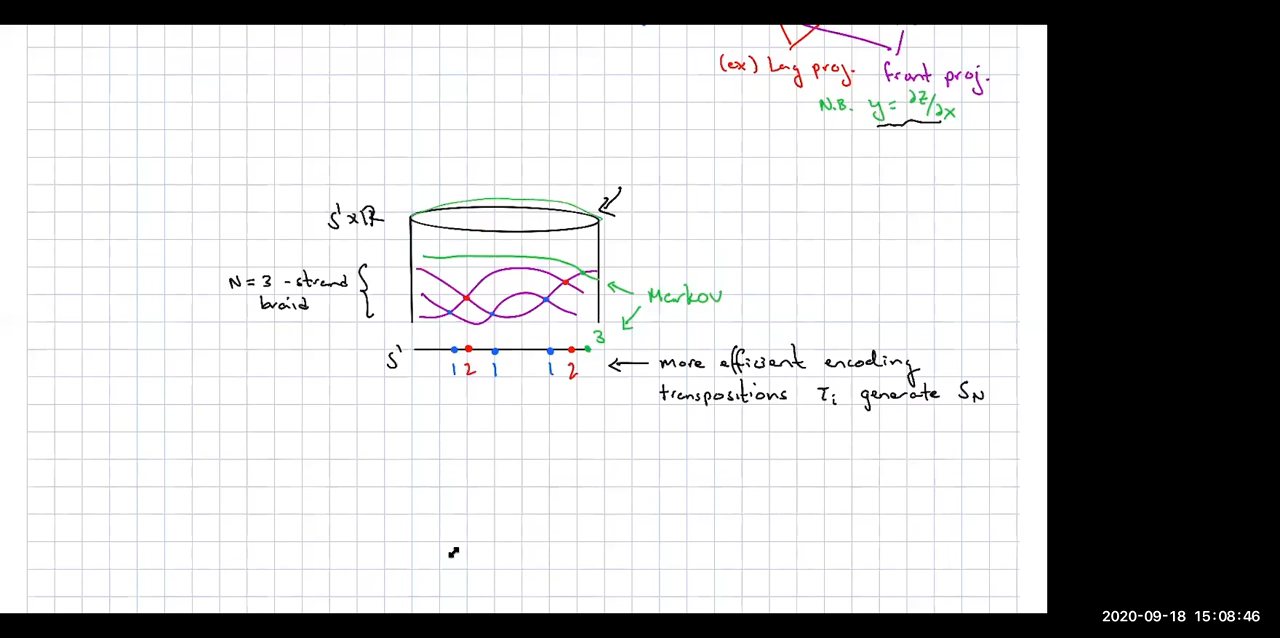 (ex) Lag proj. front proj.
N.B. y = ∂z/∂x
S¹×ℝ
N = 3 - strand
braid
Markov
3
S¹
1 2 1 1 2
more efficient encoding
transpositions τᵢ generate S_N
2020-09-18 15:08:46